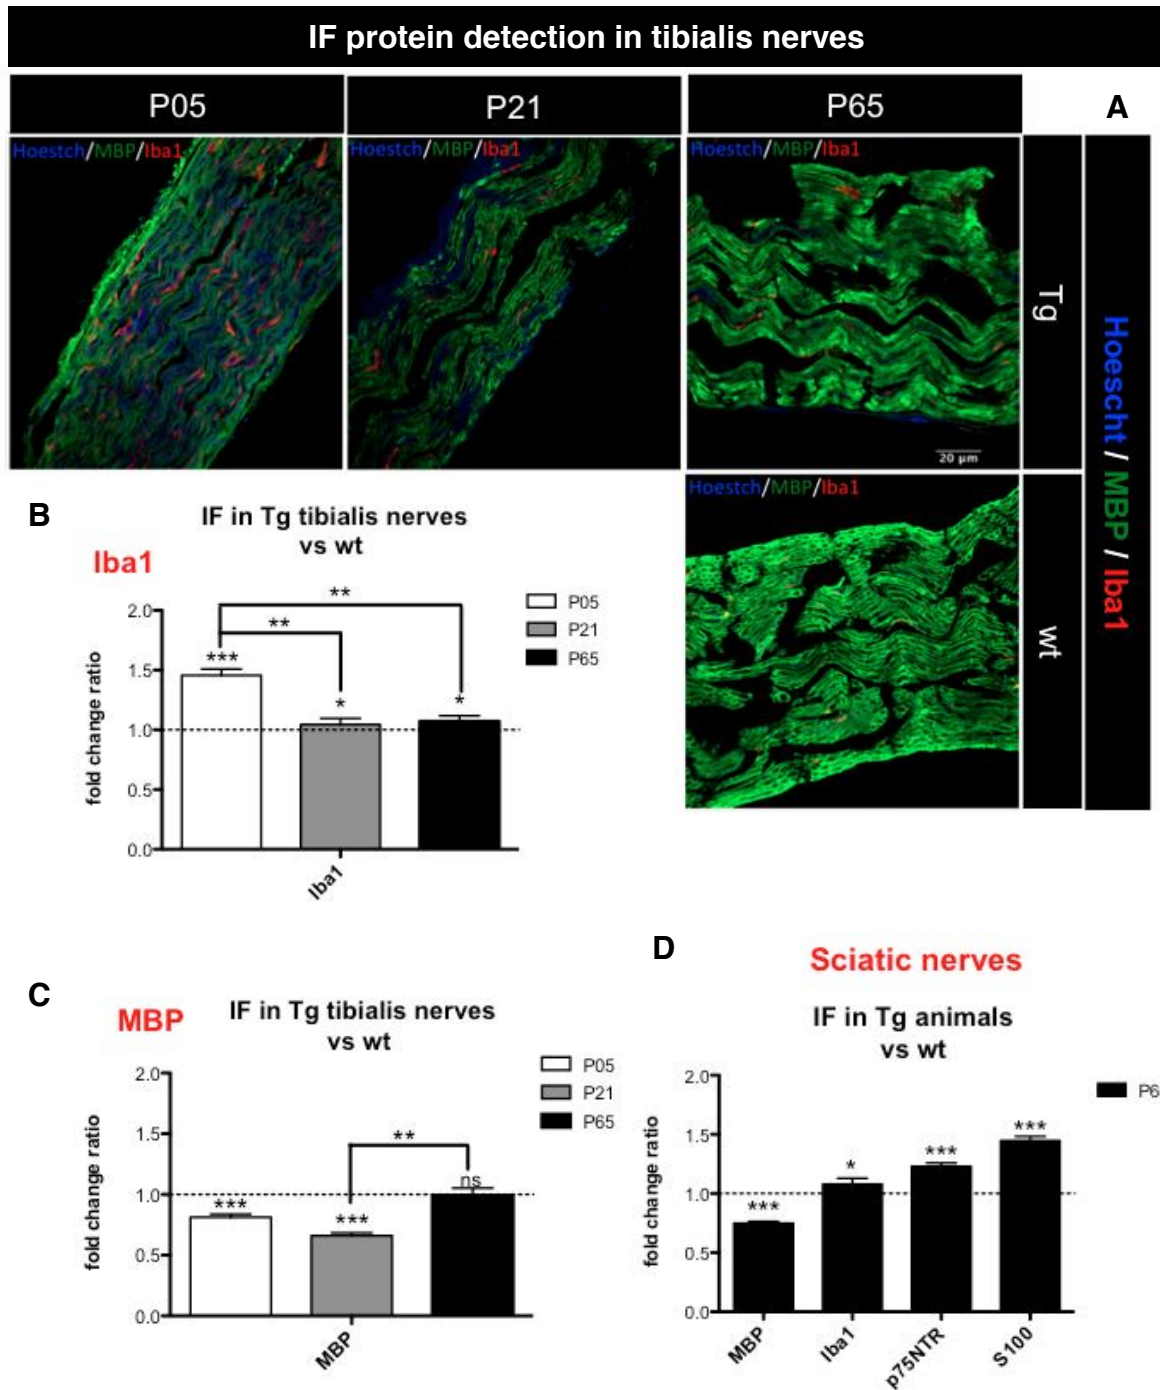 IF protein detection in tibialis nerves
P05
P21
P65
A
Hoestch/MBP/Iba1
Hoestch/MBP/Iba1
Hoestch/MBP/Iba1
20 µm
Tg
Hoestch/MBP/Iba1
wt
Hoescht / MBP / Iba1
B
IF in Tg tibialis nerves
vs wt
Iba1
P05
P21
P65
fold change ratio
2.0
1.5
1.0
0.5
0.0
***
**
*
**
*
Iba1
C
MBP
IF in Tg tibialis nerves
vs wt
P05
P21
P65
fold change ratio
2.0
1.5
1.0
0.5
0.0
***
***
**
ns
MBP
D
Sciatic nerves
IF in Tg animals
vs wt
P6
fold change ratio
2.0
1.5
1.0
0.5
0.0
***
*
***
***
MBP
Iba1
p75NTR
S100